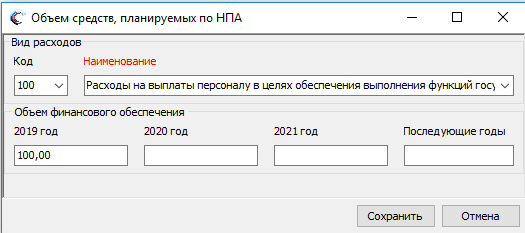 Объем средств, планируемых по НПА
Вид расходов
Код Наименование
100 Расходы на выплаты персоналу в целях обеспечения выполнения функций госу
Объем финансового обеспечения
2019 год 2020 год 2021 год Последующие годы
100,00
Сохранить Отмена